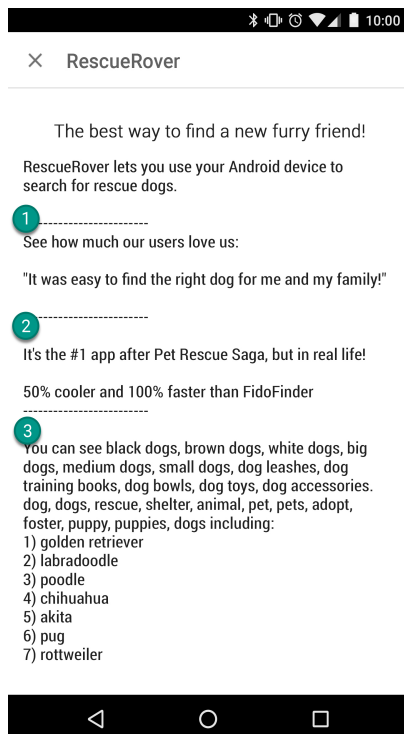 10:00
RescueRover
The best way to find a new furry friend!
RescueRover lets you use your Android device to
search for rescue dogs.
1
----------------------
See how much our users love us:
"It was easy to find the right dog for me and my family!"
2
----------------------
It's the #1 app after Pet Rescue Saga, but in real life!
50% cooler and 100% faster than FidoFinder
-------------------------
3
You can see black dogs, brown dogs, white dogs, big
dogs, medium dogs, small dogs, dog leashes, dog
training books, dog bowls, dog toys, dog accessories.
dog, dogs, rescue, shelter, animal, pet, pets, adopt,
foster, puppy, puppies, dogs including:
1) golden retriever
2) labradoodle
3) poodle
4) chihuahua
5) akita
6) pug
7) rottweiler